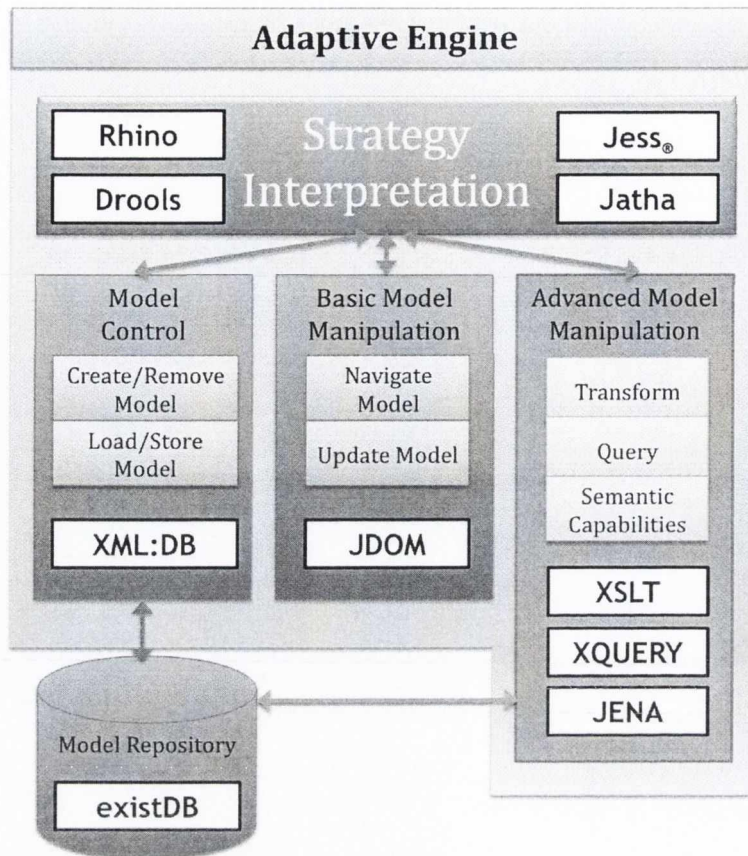 Adaptive Engine
Rhino
Drools
Strategy
Interpretation
Jess®
Jatha
Model
Control
Create/Remove
Model
Load/Store
Model
XML:DB
Basic Model
Manipulation
Navigate
Model
Update Model
JDOM
Advanced Model
Manipulation
Transform
Query
Semantic
Capabilities
XSLT
XQUERY
JENA
Model Repository
existDB